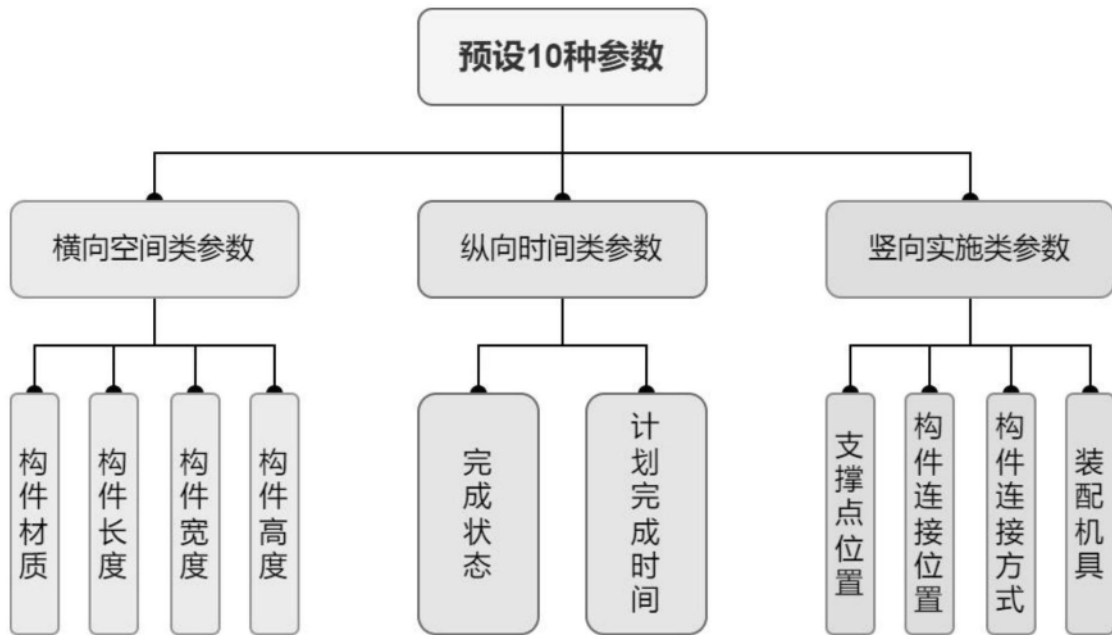 预设10种参数
横向空间类参数
纵向时间类参数
竖向实施类参数
构件材质
构件长度
构件宽度
构件高度
完成状态
计划完成时间
支撑点位置
构件连接位置
构件连接方式
装配机具